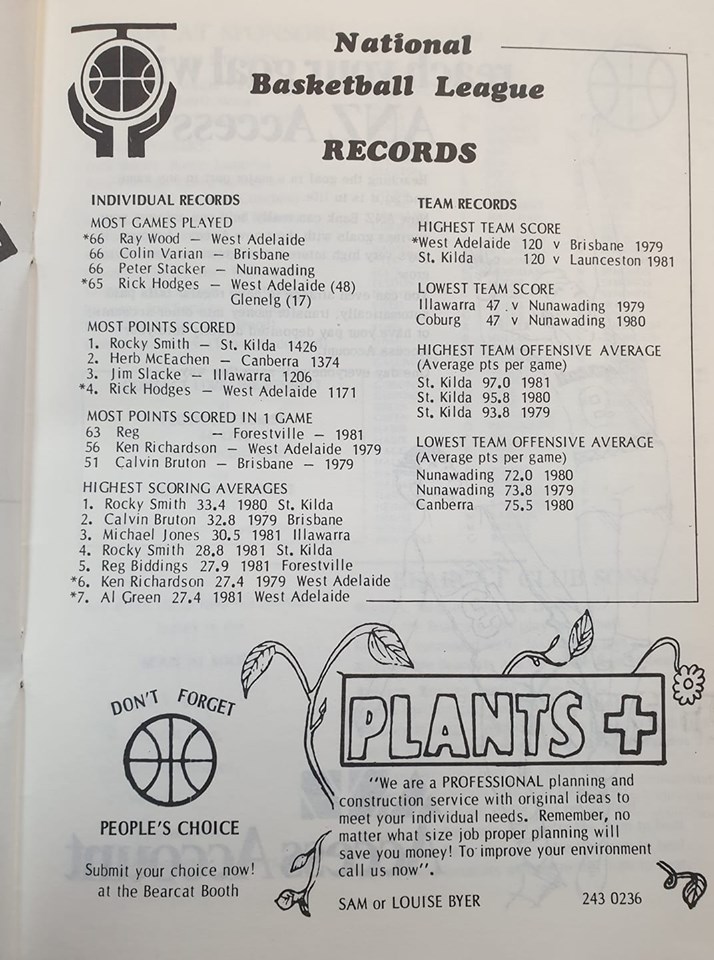 National
Basketball League
RECORDS
INDIVIDUAL RECORDS
MOST GAMES PLAYED
*66 Ray Wood — West Adelaide
66 Colin Varian — Brisbane
66 Peter Stacker — Nunawading
*65 Rick Hodges — West Adelaide (48)
Glenelg (17)
MOST POINTS SCORED
1. Rocky Smith — St. Kilda 1426
2. Herb McEachen — Canberra 1374
3. Jim Slacke — Illawarra 1206
*4. Rick Hodges — West Adelaide 1171
MOST POINTS SCORED IN 1 GAME
63 Reg — Forestville — 1981
56 Ken Richardson — West Adelaide 1979
51 Calvin Bruton — Brisbane — 1979
HIGHEST SCORING AVERAGES
1. Rocky Smith 33.4 1980 St. Kilda
2. Calvin Bruton 32.8 1979 Brisbane
3. Michael Jones 30.5 1981 Illawarra
4. Rocky Smith 28.8 1981 St. Kilda
5. Reg Biddings 27.9 1981 Forestville
*6. Ken Richardson 27.4 1979 West Adelaide
*7. Al Green 27.4 1981 West Adelaide
TEAM RECORDS
HIGHEST TEAM SCORE
*West Adelaide 120 v Brisbane 1979
St. Kilda 120 v Launceston 1981
LOWEST TEAM SCORE
Illawarra 47 . v Nunawading 1979
Coburg 47 v Nunawading 1980
HIGHEST TEAM OFFENSIVE AVERAGE
(Average pts per game)
St. Kilda 97.0 1981
St. Kilda 95.8 1980
St. Kilda 93.8 1979
LOWEST TEAM OFFENSIVE AVERAGE
(Average pts per game)
Nunawading 72.0 1980
Nunawading 73.8 1979
Canberra 75.5 1980
DON'T FORGET
PEOPLE'S CHOICE
Submit your choice now!
at the Bearcat Booth
PLANTS +
"We are a PROFESSIONAL planning and
construction service with original ideas to
meet your individual needs. Remember, no
matter what size job proper planning will
save you money! To improve your environment
call us now".
SAM or LOUISE BYER 243 0236